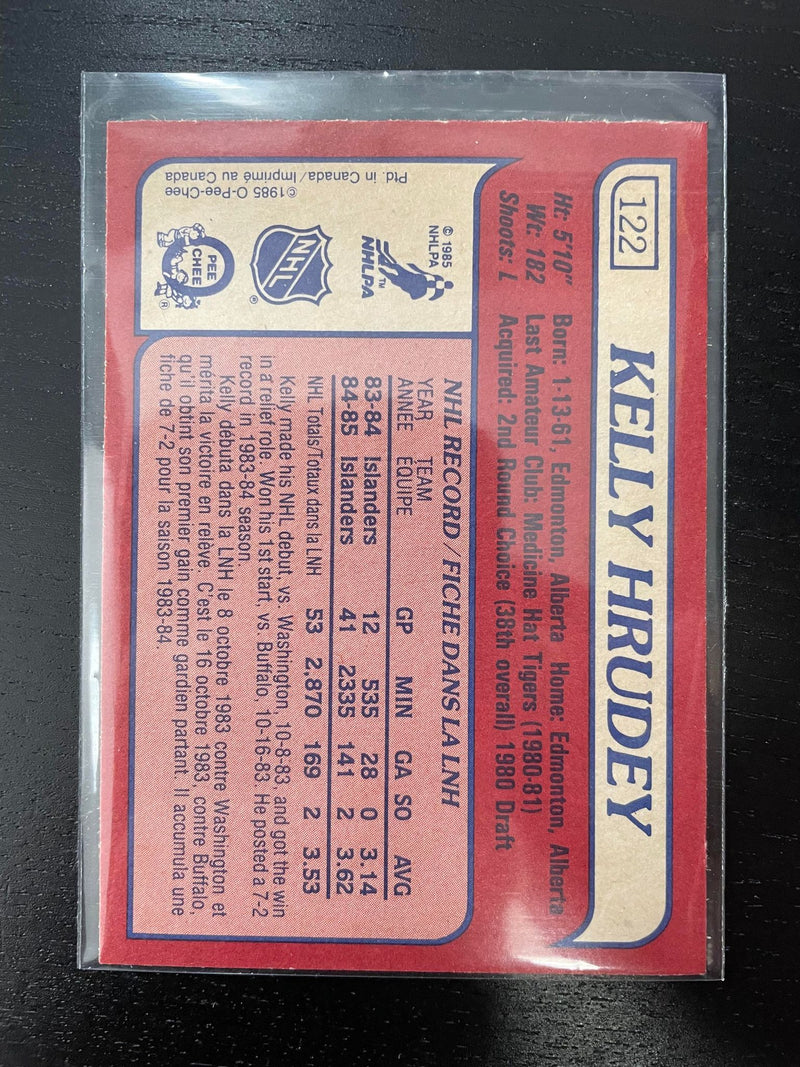 122
KELLY HRUDEY
Ht: 5'10" Born: 1-13-61, Edmonton, Alberta Home: Edmonton, Alberta
Wt: 182 Last Amateur Club: Medicine Hat Tigers (1980-81)
Shoots: L Acquired: 2nd Round Choice (38th overall) 1980 Draft
© 1985
NHLPA
NHLPA
TM
NHL
®
PEE
CHEE
®
©1985 O-Pee-Chee
Ptd. in Canada/Imprimé au Canada
NHL RECORD / FICHE DANS LA LNH
YEAR TEAM
ANNÉE ÉQUIPE GP MIN GA SO AVG
83-84 Islanders 12 535 28 0 3.14
84-85 Islanders 41 2335 141 2 3.62
NHL Totals/Totaux dans la LNH 53 2,870 169 2 3.53
Kelly made his NHL debut, vs. Washington, 10-8-83, and got the win
in a relief role. Won his 1st start, vs. Buffalo, 10-16-83. He posted a 7-2
record in 1983-84 season.
Kelly débuta dans la LNH le 8 octobre 1983 contre Washington et
mérita la victoire en relève. C'est le 16 octobre 1983, contre Buffalo,
qu'il obtint son premier, gain comme gardien partant. Il accumula une
fiche de 7-2 pour la saison 1983-84.